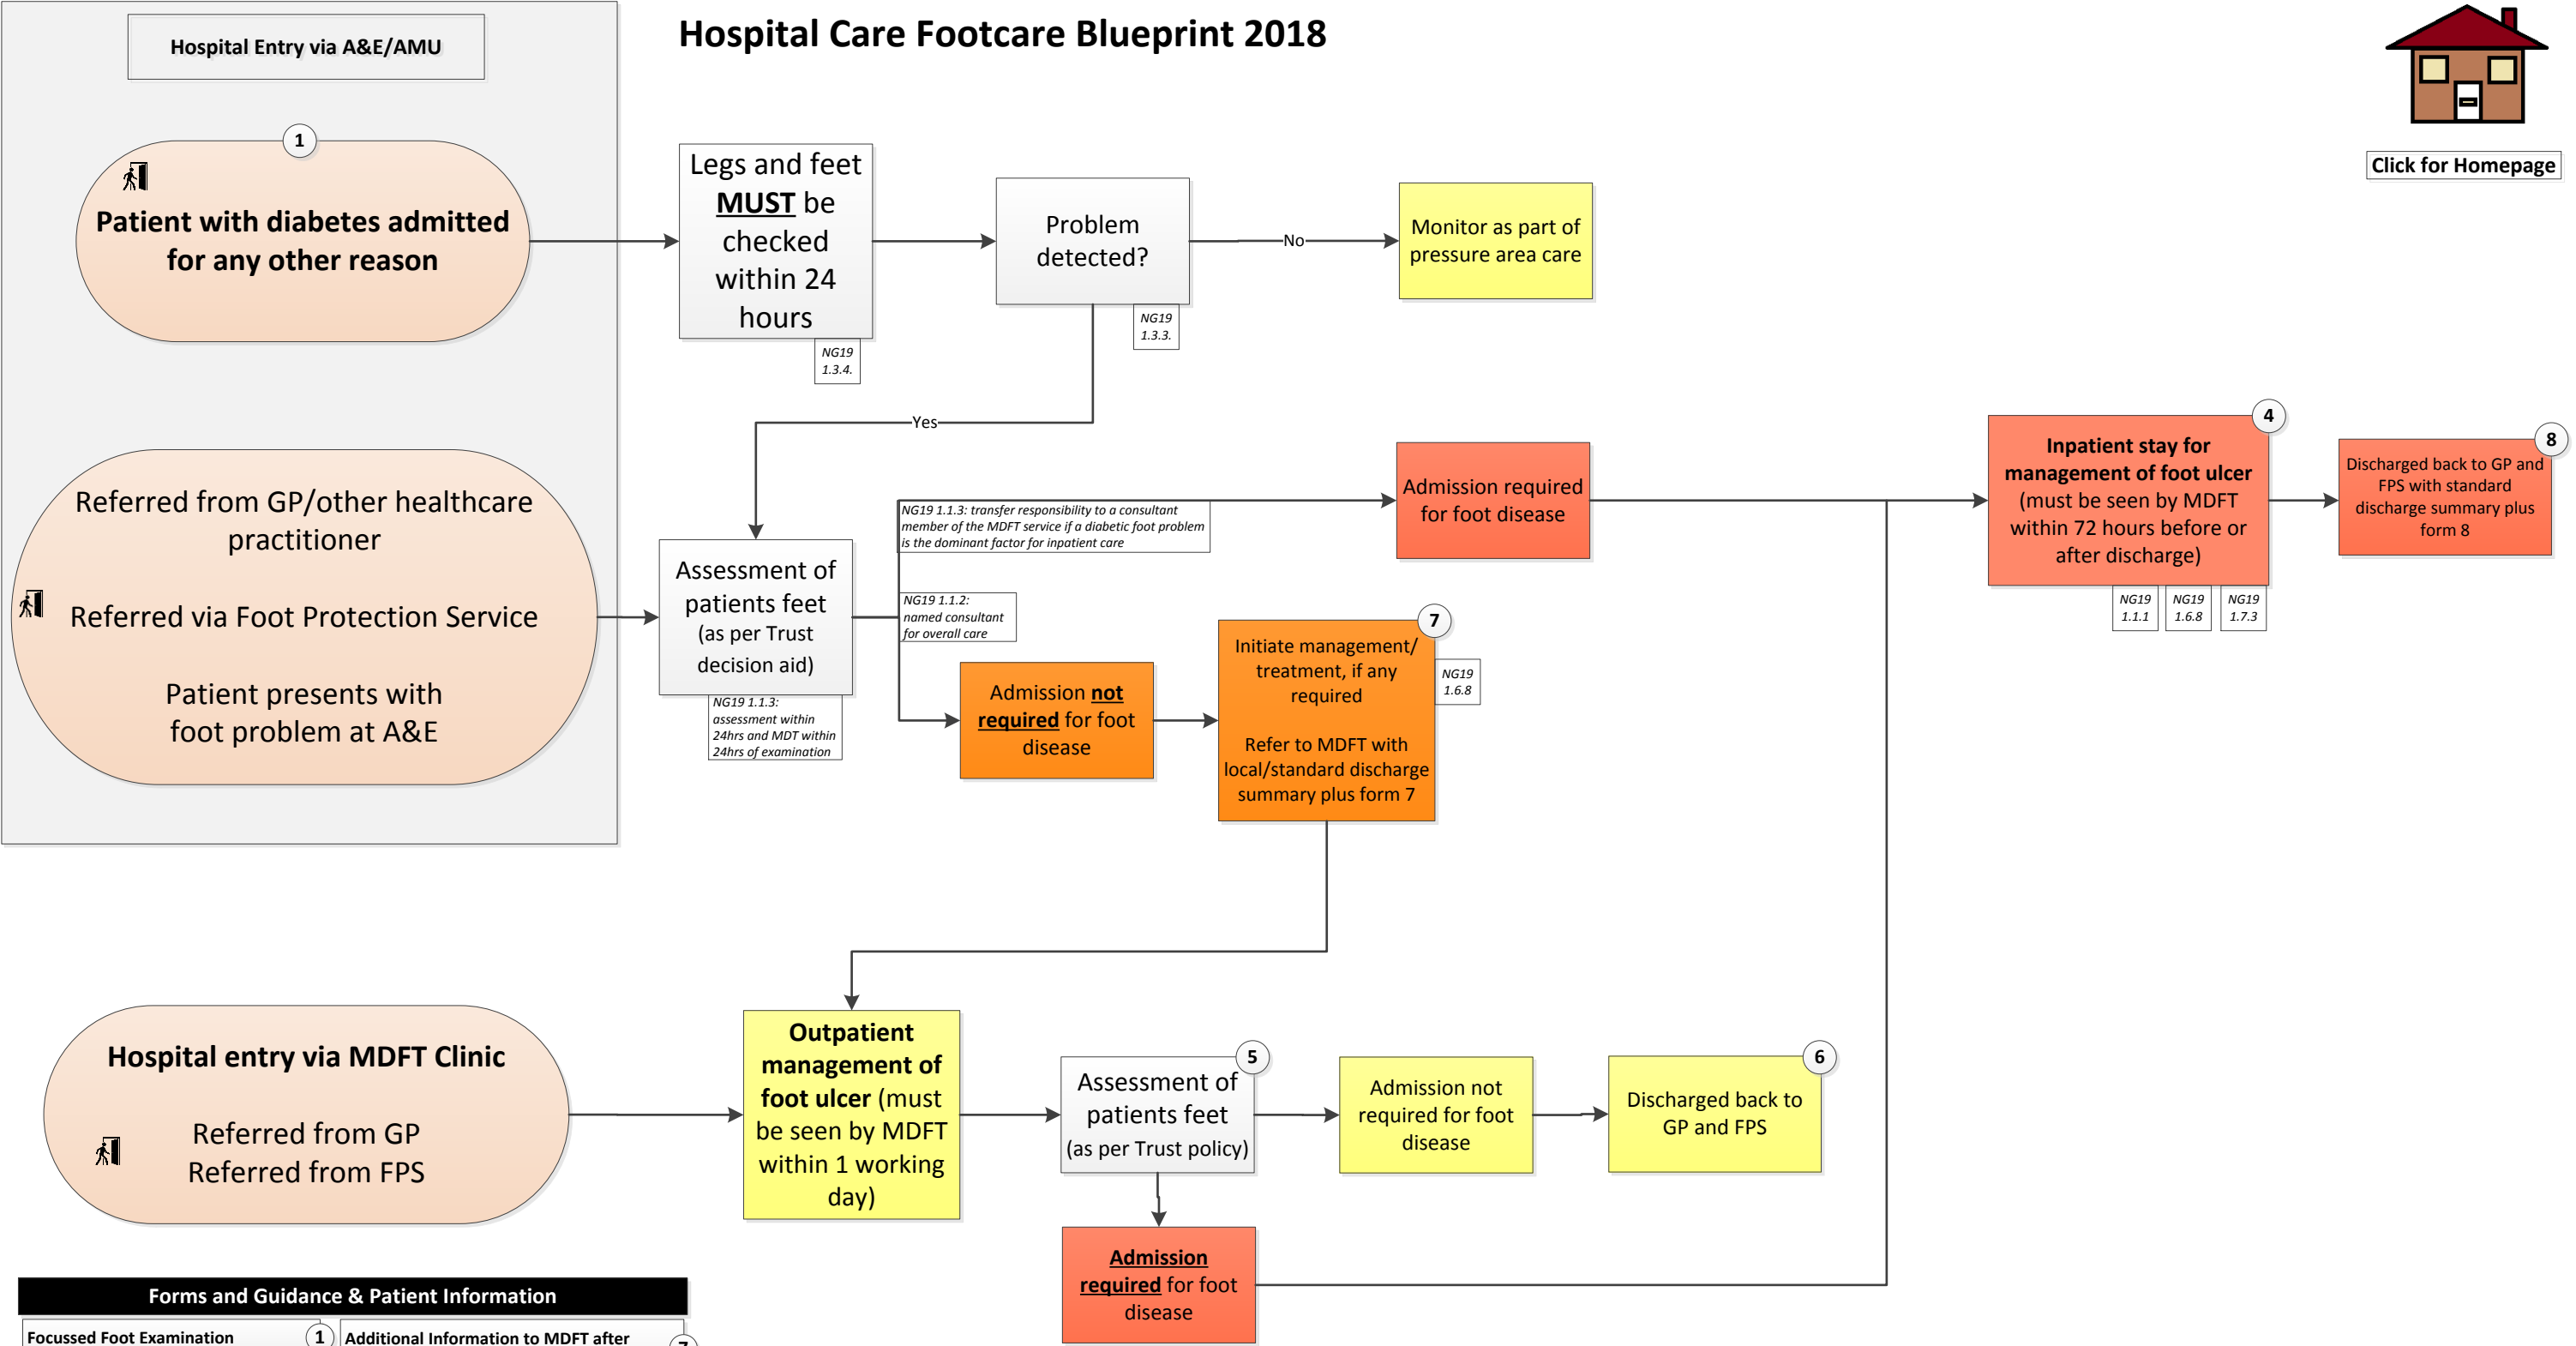 Hospital Care Footcare Blueprint 2018
Click for Homepage
Hospital Entry via A&E/AMU
1
Patient with diabetes admitted
for any other reason
Legs and feet
MUST be
checked
within 24
hours
NG19
1.3.4.
Problem
detected?
NG19
1.3.3.
No
Monitor as part of
pressure area care
Yes
Referred from GP/other healthcare
practitioner
Referred via Foot Protection Service
Patient presents with
foot problem at A&E
Assessment of
patients feet
(as per Trust
decision aid)
NG19 1.1.3:
assessment within
24hrs and MDT within
24hrs of examination
NG19 1.1.3: transfer responsibility to a consultant
member of the MDFT service if a diabetic foot problem
is the dominant factor for inpatient care
NG19 1.1.2:
named consultant
for overall care
Admission required
for foot disease
4
Inpatient stay for
management of foot ulcer
(must be seen by MDFT
within 72 hours before or
after discharge)
NG19
1.1.1
NG19
1.6.8
NG19
1.7.3
8
Discharged back to GP and
FPS with standard
discharge summary plus
form 8
Admission not
required for foot
disease
7
Initiate management/
treatment, if any
required
Refer to MDFT with
local/standard discharge
summary plus form 7
NG19
1.6.8
Hospital entry via MDFT Clinic
Referred from GP
Referred from FPS
Outpatient
management of
foot ulcer (must
be seen by MDFT
within 1 working
day)
5
Assessment of
patients feet
(as per Trust policy)
Admission not
required for foot
disease
6
Discharged back to
GP and FPS
Admission
required for foot
disease
Forms and Guidance & Patient Information
Focussed Foot Examination
1
Additional Information to MDFT after
7